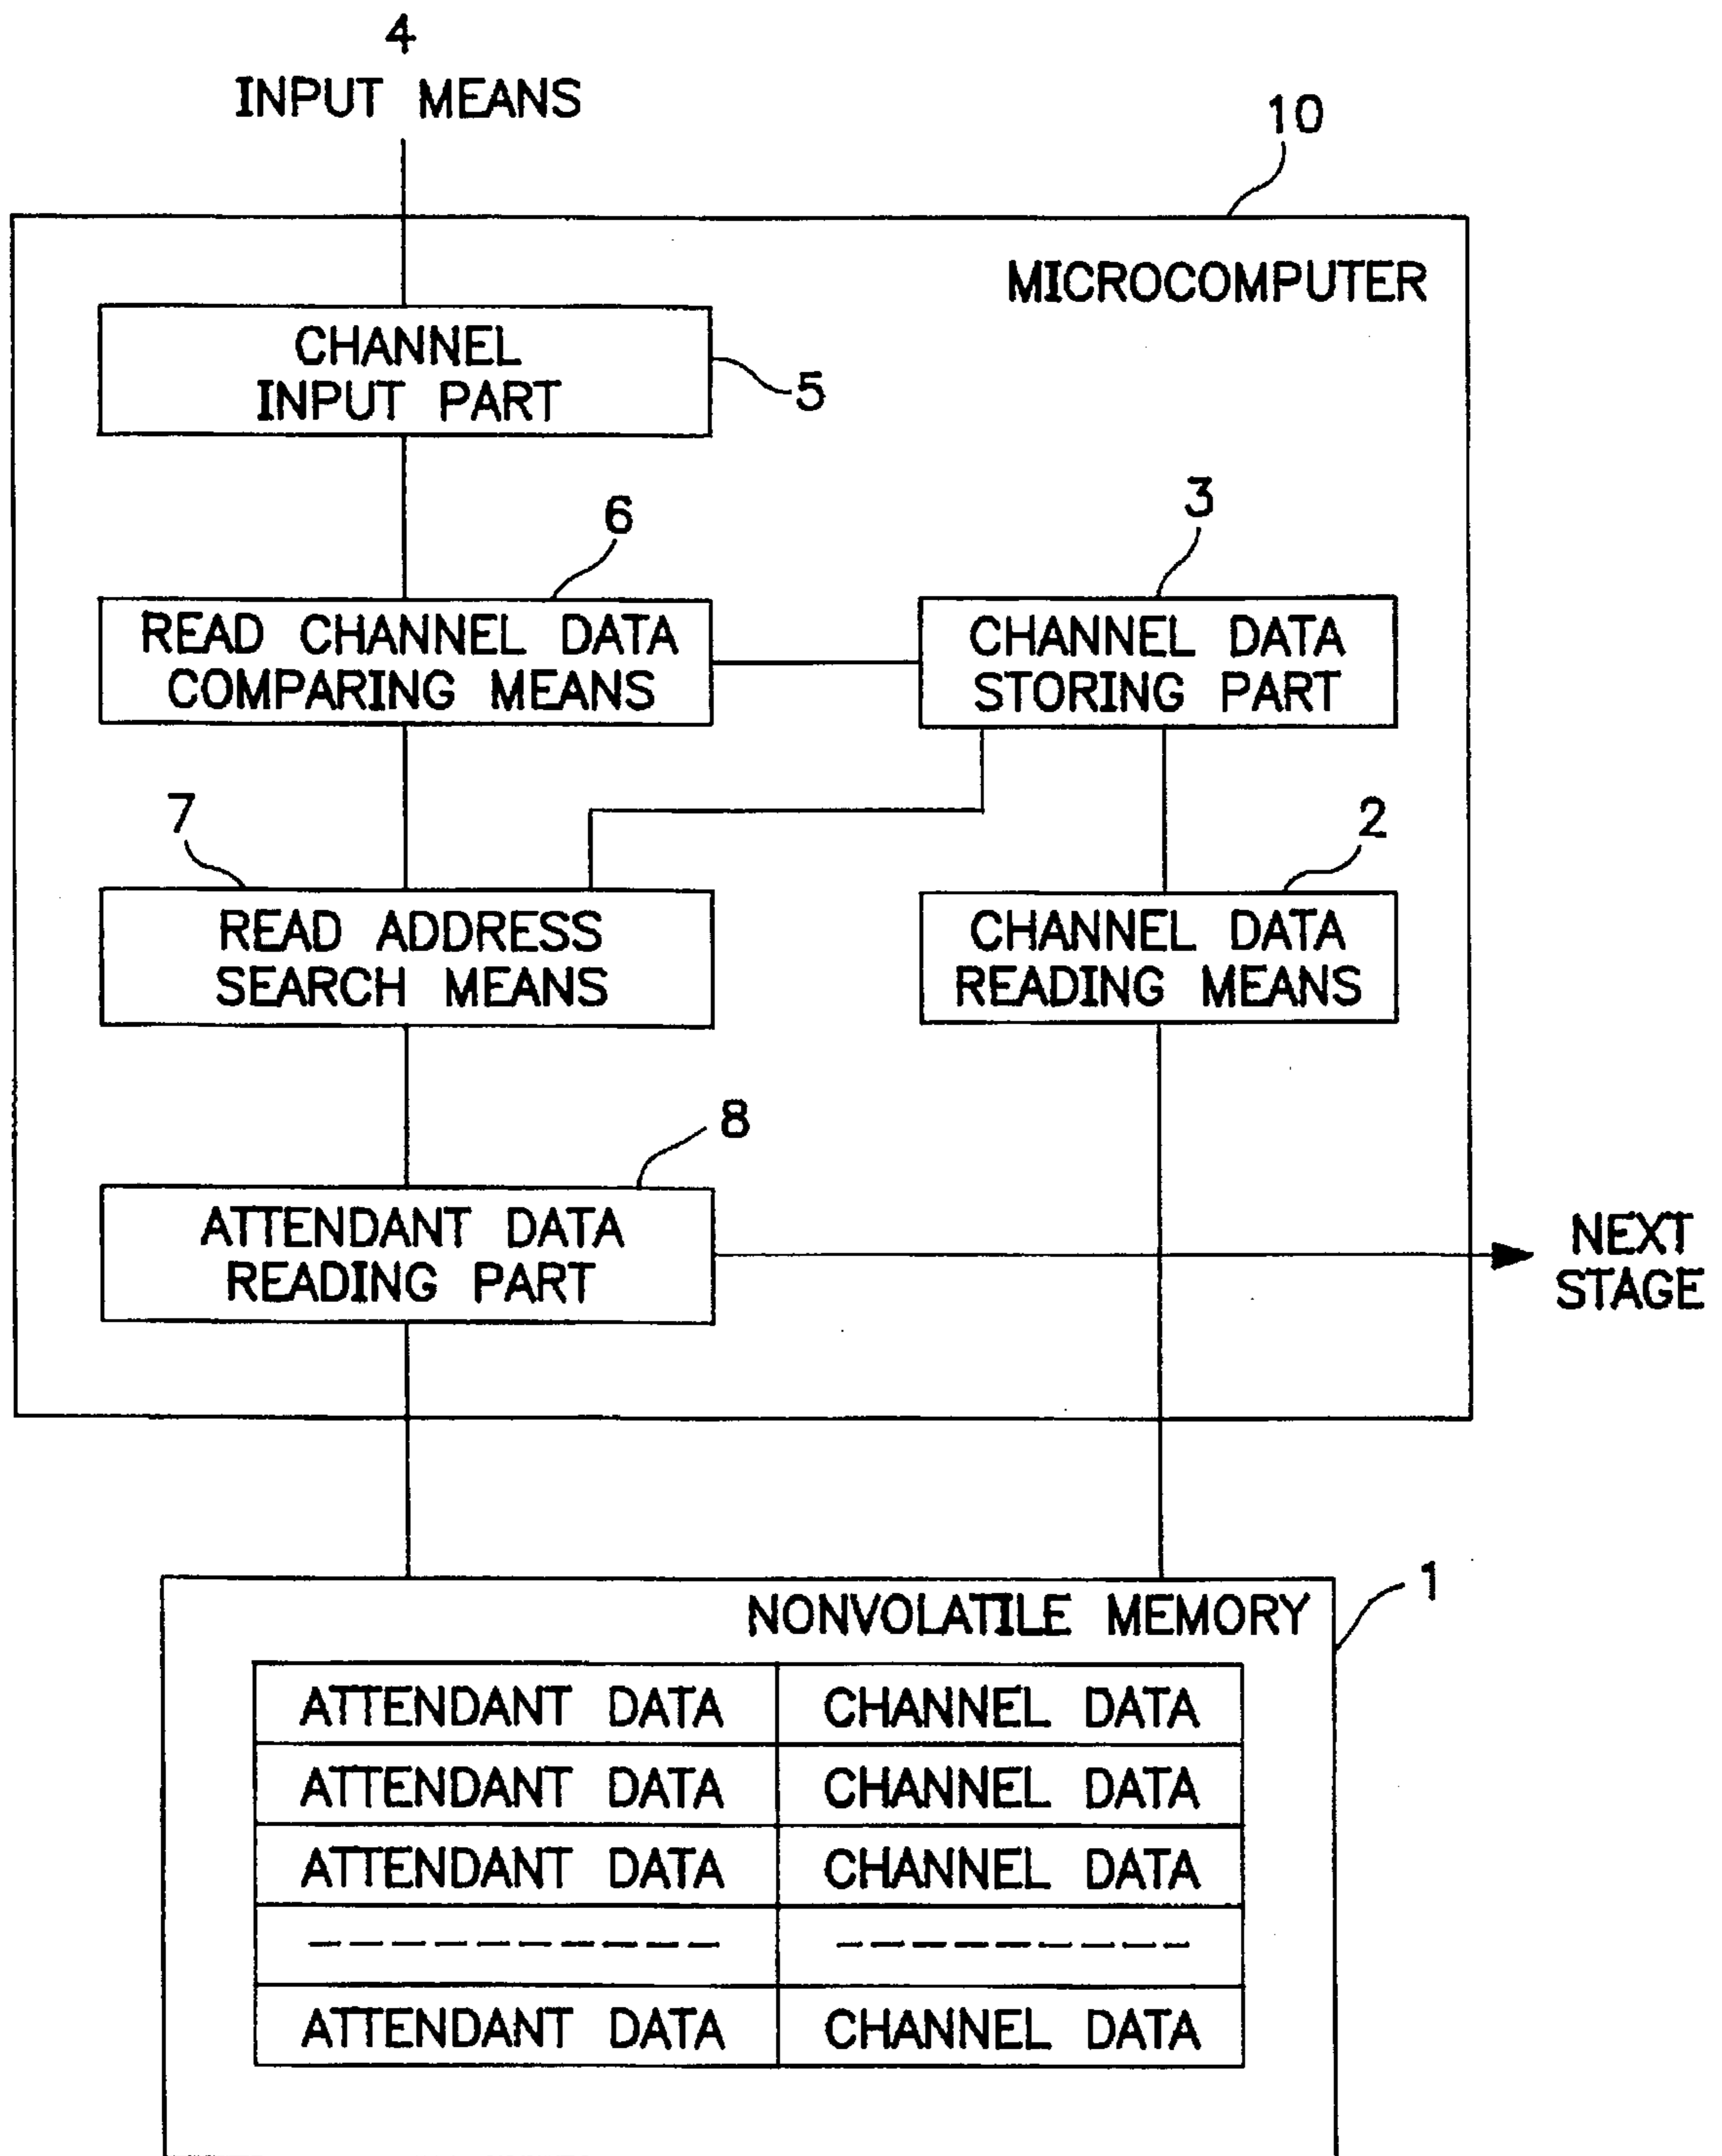 4
INPUT MEANS
10
MICROCOMPUTER
CHANNEL
INPUT PART
5
6
3
READ CHANNEL DATA
COMPARING MEANS
CHANNEL DATA
STORING PART
7
2
READ ADDRESS
SEARCH MEANS
CHANNEL DATA
READING MEANS
8
ATTENDANT DATA
READING PART
NEXT
STAGE
1
NONVOLATILE MEMORY
ATTENDANT DATA CHANNEL DATA
ATTENDANT DATA CHANNEL DATA
ATTENDANT DATA CHANNEL DATA
ATTENDANT DATA CHANNEL DATA